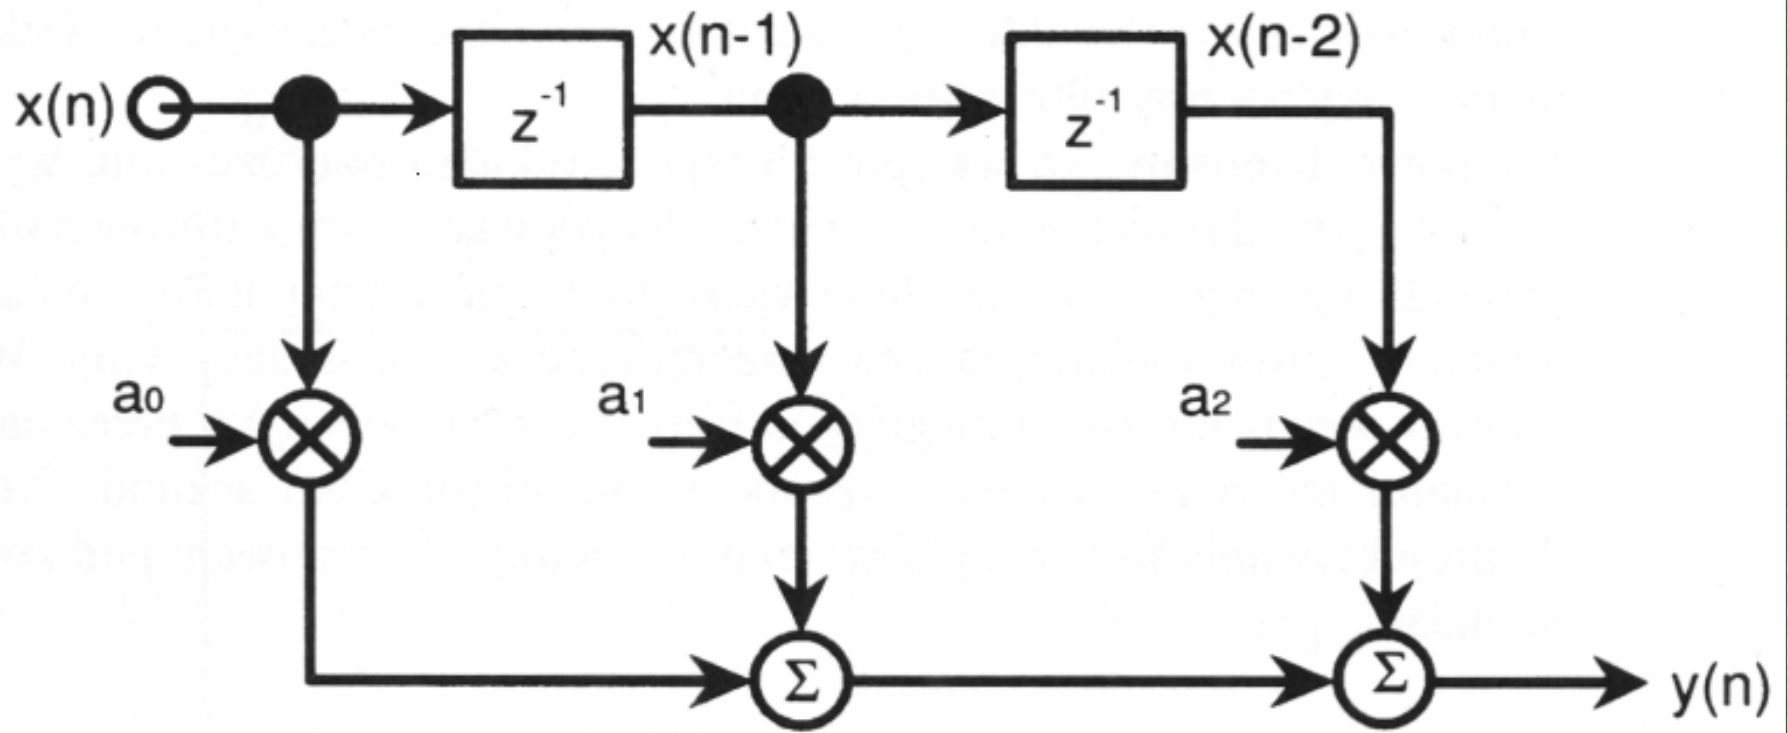 x(n)
z⁻¹
x(n-1)
z⁻¹
x(n-2)
a₀
a₁
a₂
Σ
Σ
y(n)